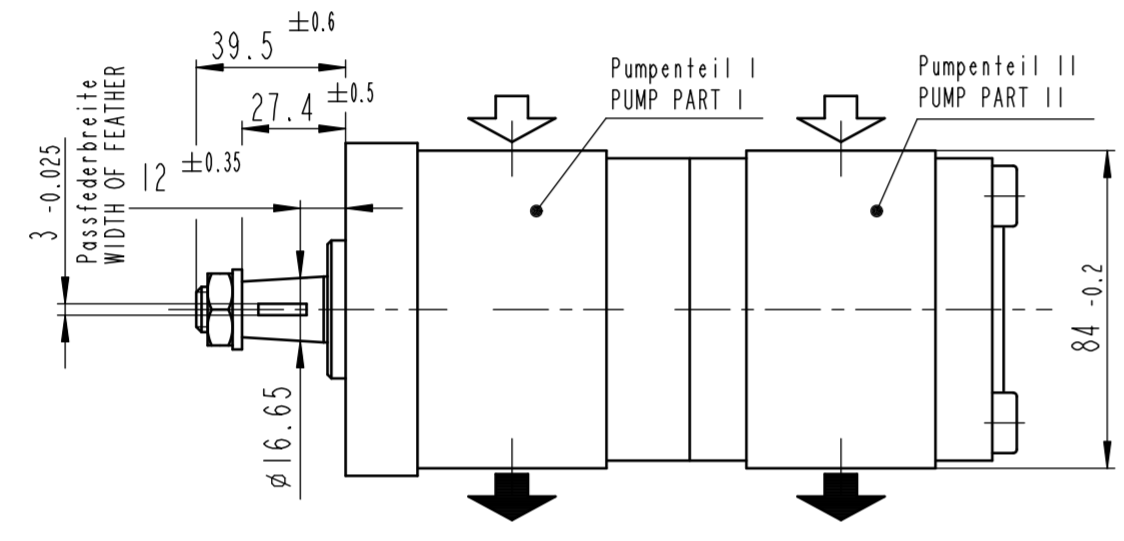 39.5 ±0.6
27.4 ±0.5
12 ±0.35
3 -0.025
Passfederbreite
WIDTH OF FEATHER
Ø16.65
Pumpenteil I
PUMP PART I
Pumpenteil II
PUMP PART II
84 -0.2